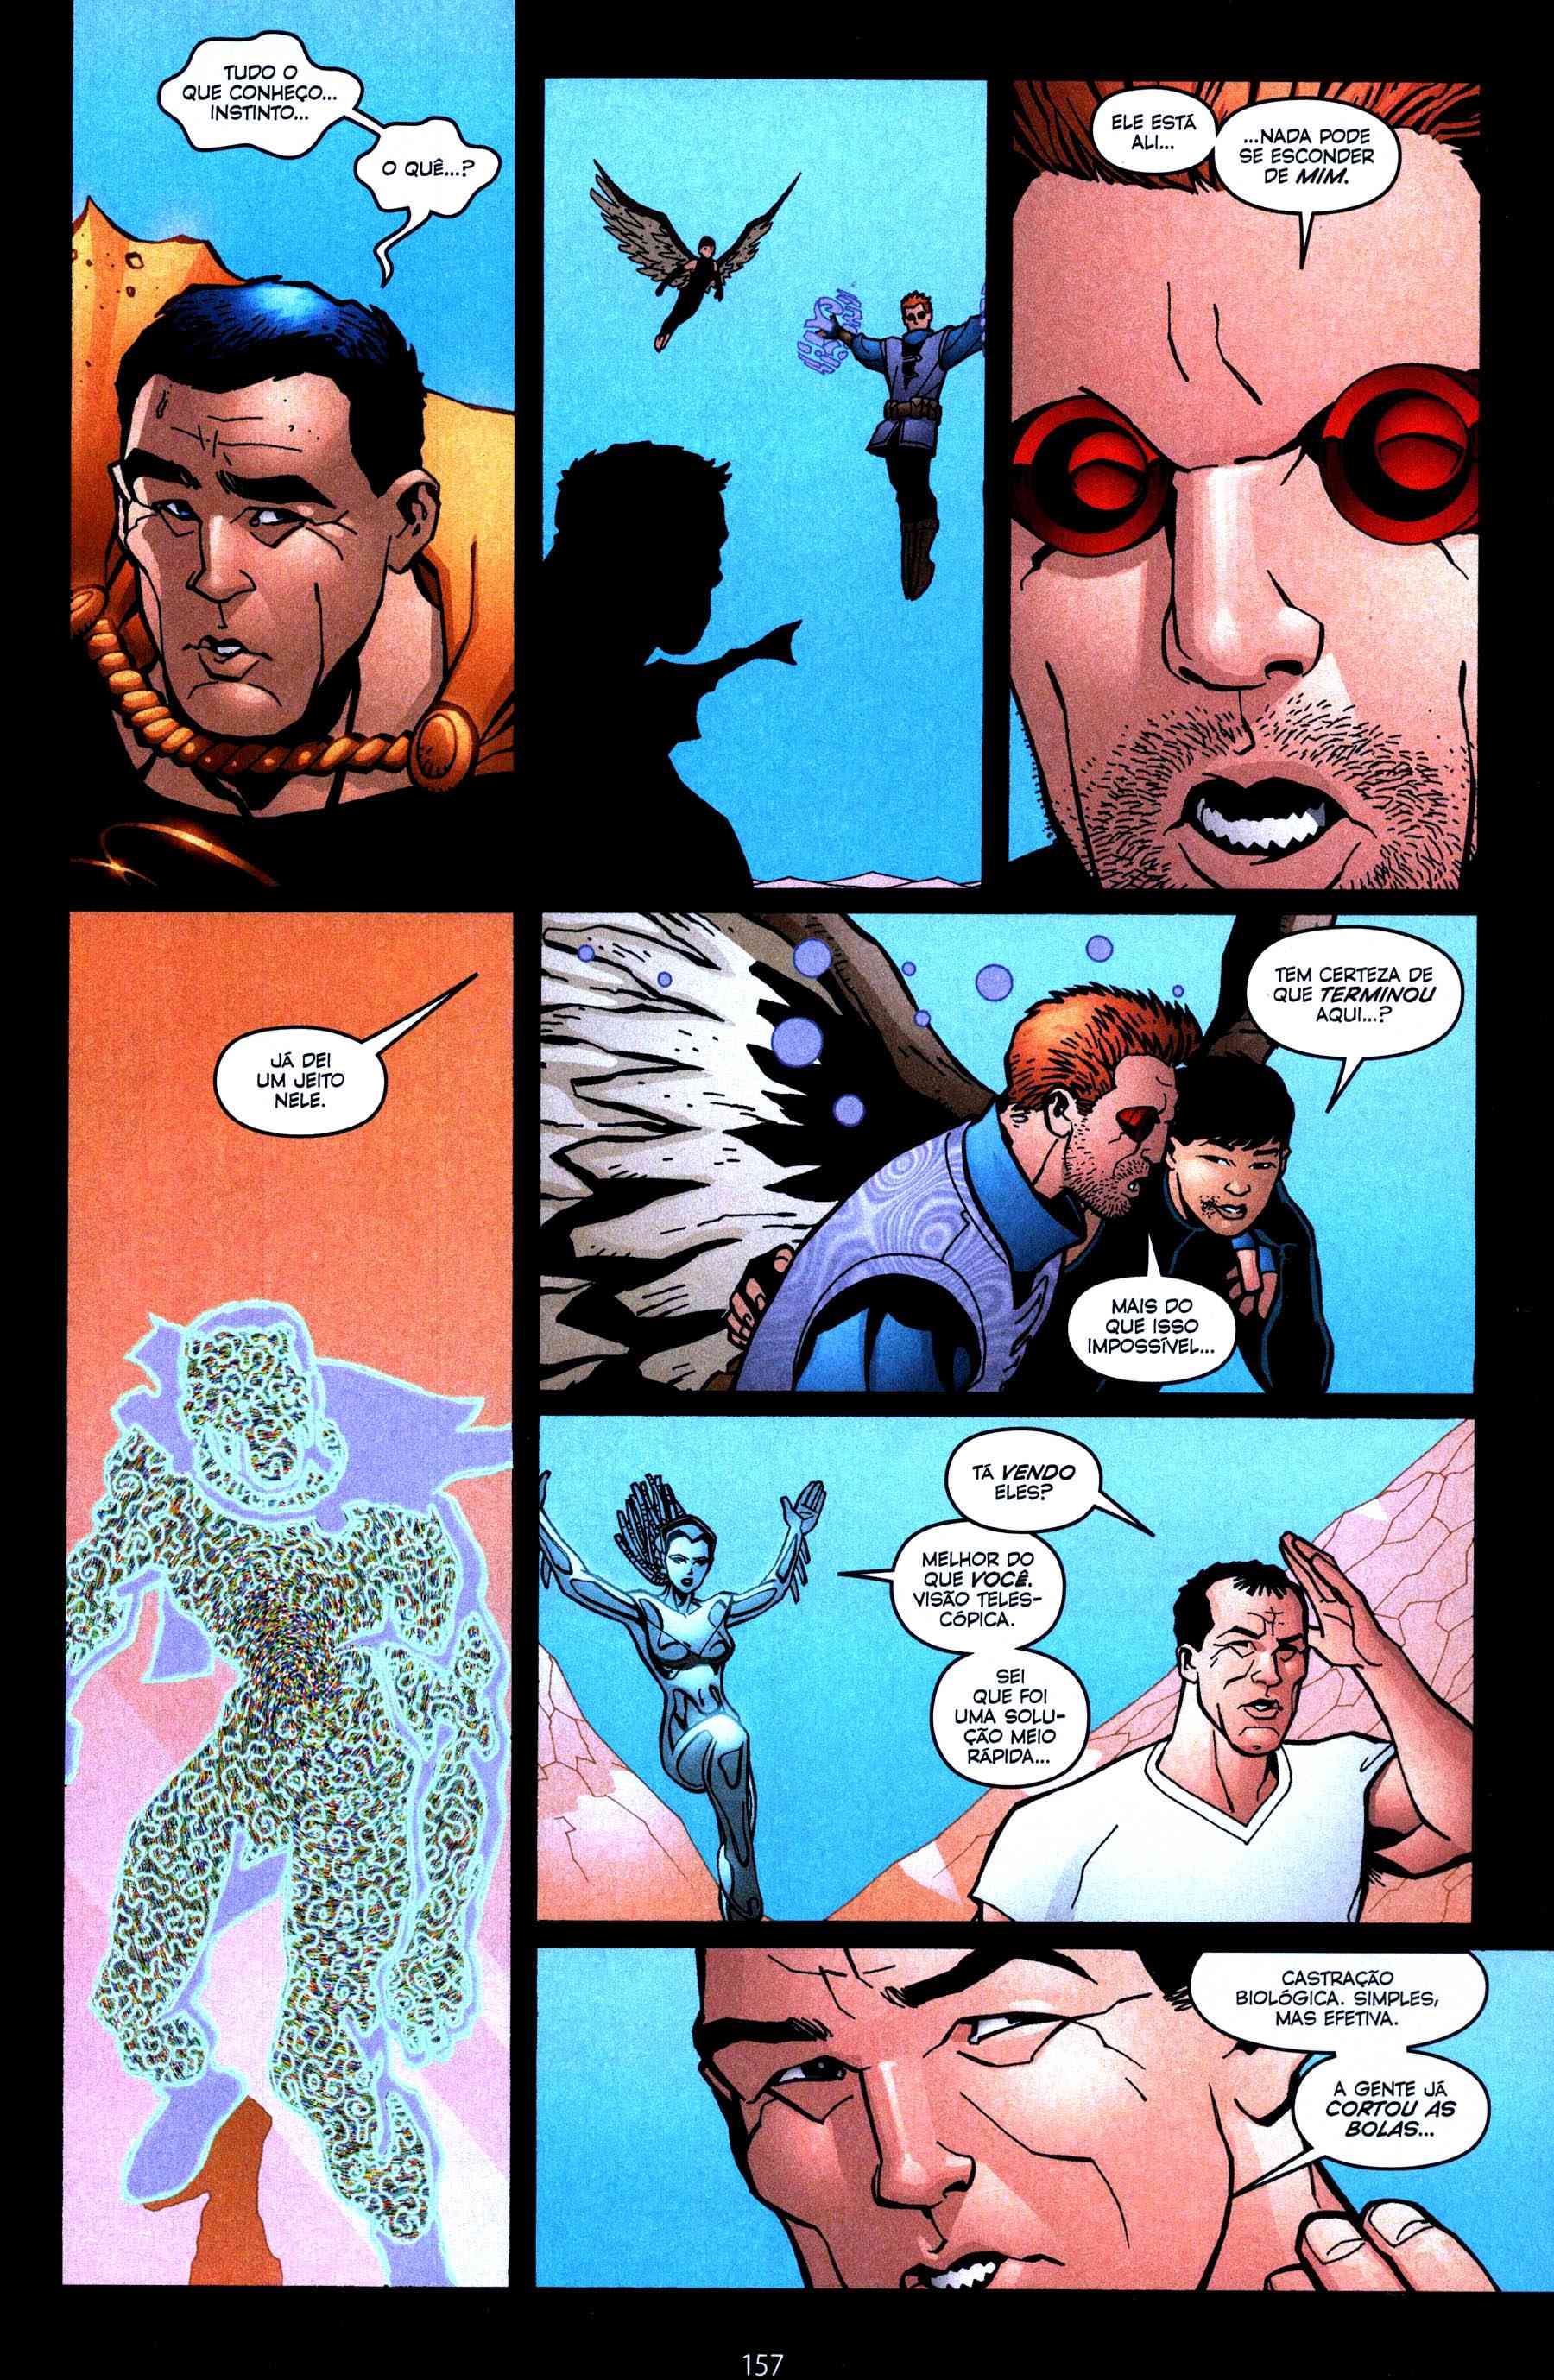 TUDO O
QUE CONHEÇO...
INSTINTO...
O QUÊ...?
ELE ESTÁ
ALI...
...NADA PODE
SE ESCONDER
DE MIM.
JÁ DEI
UM JEITO
NELE.
TEM CERTEZA DE
QUE TERMINOU
AQUI...?
MAIS DO
QUE ISSO
IMPOSSÍVEL...
TÁ VENDO
ELES?
MELHOR DO
QUE VOCÊ.
VISÃO TELES-
CÓPICA.
SEI
QUE FOI
UMA SOLU-
ÇÃO MEIO
RÁPIDA...
CASTRAÇÃO
BIOLÓGICA. SIMPLES,
MAS EFETIVA.
A GENTE JÁ
CORTOU AS
BOLAS...
157